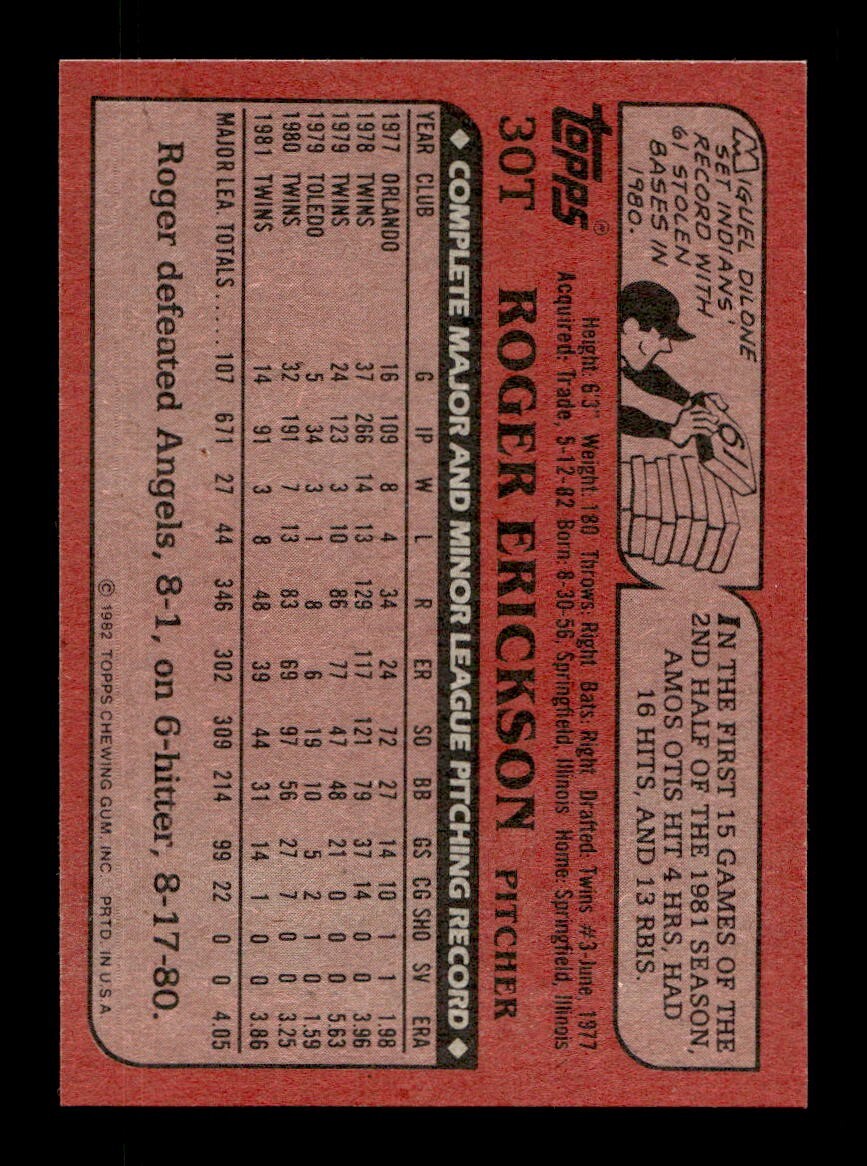 MIGUEL DILONE
SET INDIANS'
RECORD WITH
61 STOLEN
BASES IN
1980.
61
IN THE FIRST 15 GAMES OF THE
2ND HALF OF THE 1981 SEASON,
AMOS OTIS HIT 4 HRS, HAD
16 HITS, AND 13 RBIS.
TOPPS®
Height: 6'3" Weight: 180 Throws: Right Bats: Right Drafted: Twins #3-June, 1977
Acquired: Trade, 5-12-82 Born: 8-30-56, Springfield, Illinois Home: Springfield, Illinois
30T ROGER ERICKSON PITCHER
◆ COMPLETE MAJOR AND MINOR LEAGUE PITCHING RECORD ◆
YEAR CLUB G IP W L R ER SO BB GS CG SHO SV ERA
1977 ORLANDO 16 109 8 4 34 24 72 27 14 10 1 1 1.98
1978 TWINS 37 266 14 13 129 117 121 79 37 14 0 0 3.96
1979 TWINS 24 123 3 10 86 77 47 48 21 0 0 0 5.63
1979 TOLEDO 5 34 3 1 8 6 19 10 5 2 1 0 1.59
1980 TWINS 32 191 7 13 83 69 97 56 27 7 0 0 3.25
1981 TWINS 14 91 3 8 48 39 44 31 14 1 0 0 3.86
MAJOR LEA. TOTALS ...... 107 671 27 44 346 302 309 214 99 22 0 0 4.05
Roger defeated Angels, 8-1, on 6-hitter, 8-17-80.
© 1982 TOPPS CHEWING GUM, INC. PRTD. IN U.S.A